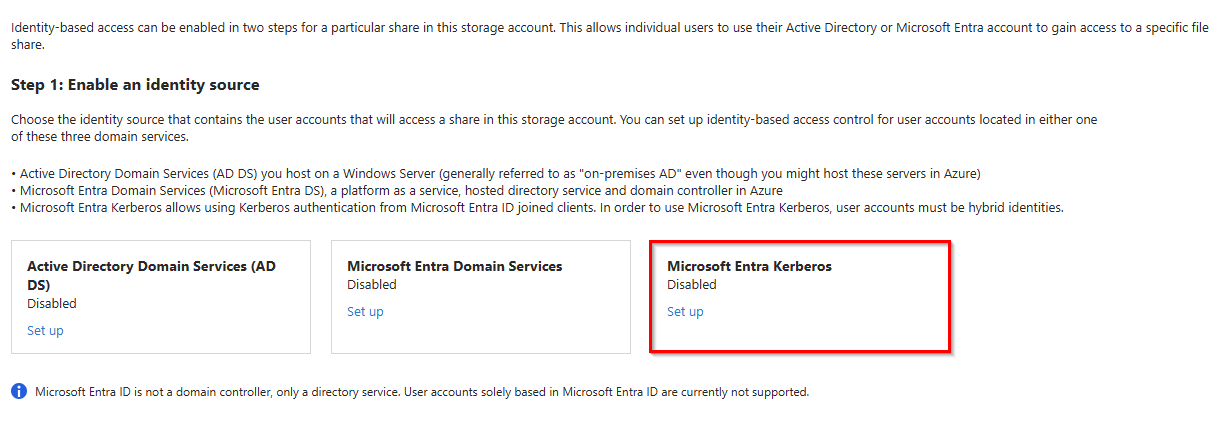 Identity-based access can be enabled in two steps for a particular share in this storage account. This allows individual users to use their Active Directory or Microsoft Entra account to gain access to a specific file
share.
Step 1: Enable an identity source
Choose the identity source that contains the user accounts that will access a share in this storage account. You can set up identity-based access control for user accounts located in either one
of these three domain services.
• Active Directory Domain Services (AD DS) you host on a Windows Server (generally referred to as "on-premises AD" even though you might host these servers in Azure)
• Microsoft Entra Domain Services (Microsoft Entra DS), a platform as a service, hosted directory service and domain controller in Azure
• Microsoft Entra Kerberos allows using Kerberos authentication from Microsoft Entra ID joined clients. In order to use Microsoft Entra Kerberos, user accounts must be hybrid identities.
Active Directory Domain Services (AD
DS)
Disabled
Set up
Microsoft Entra Domain Services
Disabled
Set up
Microsoft Entra Kerberos
Disabled
Set up
Microsoft Entra ID is not a domain controller, only a directory service. User accounts solely based in Microsoft Entra ID are currently not supported.